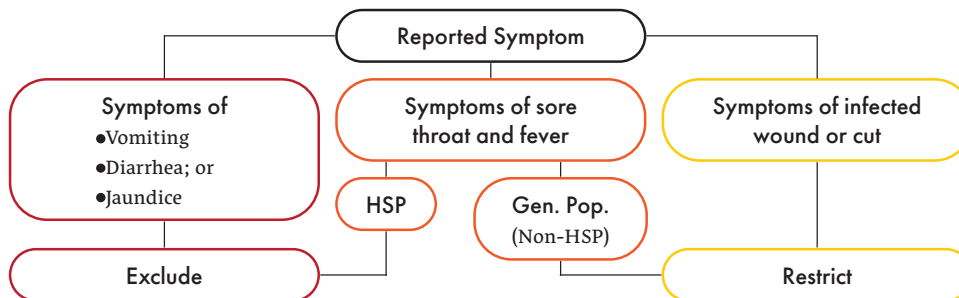 Reported Symptom
Symptoms of
●Vomiting
●Diarrhea; or
●Jaundice
Symptoms of sore
throat and fever
Symptoms of infected
wound or cut
HSP
Gen. Pop.
(Non-HSP)
Exclude
Restrict